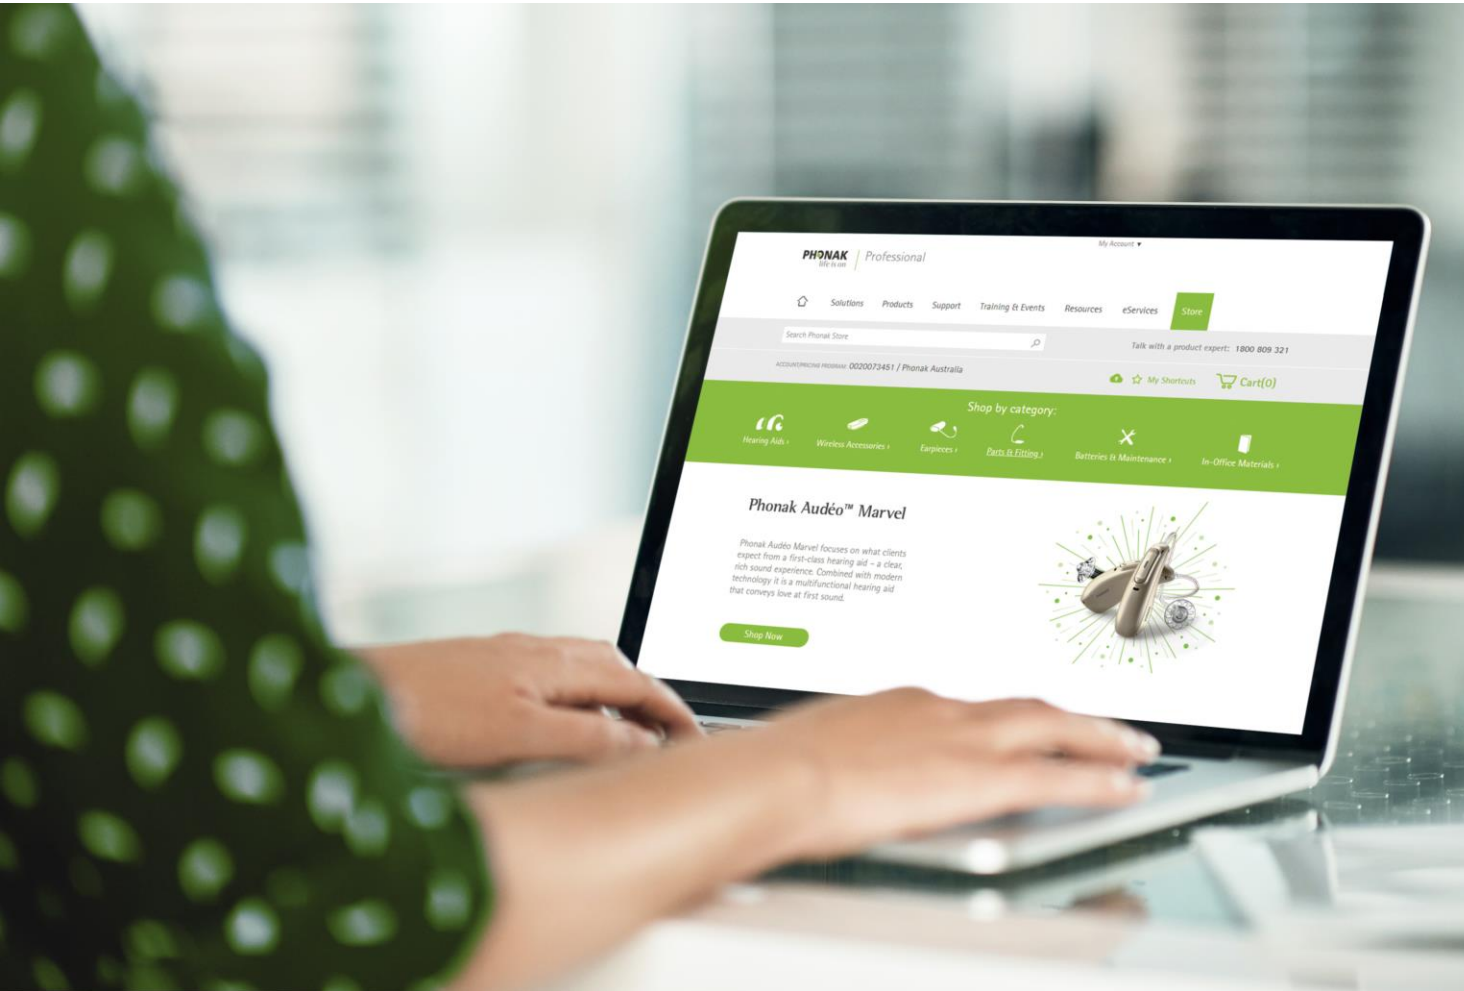 My Account ▼
PHONAK
life is on
Professional
Solutions Products Support Training & Events Resources eServices Store
Search Phonak Store
Talk with a product expert: 1800 809 321
ACCOUNT/PRICING PROGRAM: 0020073451 / Phonak Australia
My Shortcuts Cart(0)
Shop by category:
Hearing Aids › Wireless Accessories › Earpieces › Parts & Fitting › Batteries & Maintenance › In-Office Materials ›
Phonak Audéo™ Marvel
Phonak Audéo Marvel focuses on what clients
expect from a first-class hearing aid – a clear,
rich sound experience. Combined with modern
technology it is a multifunctional hearing aid
that conveys love at first sound.
Shop Now